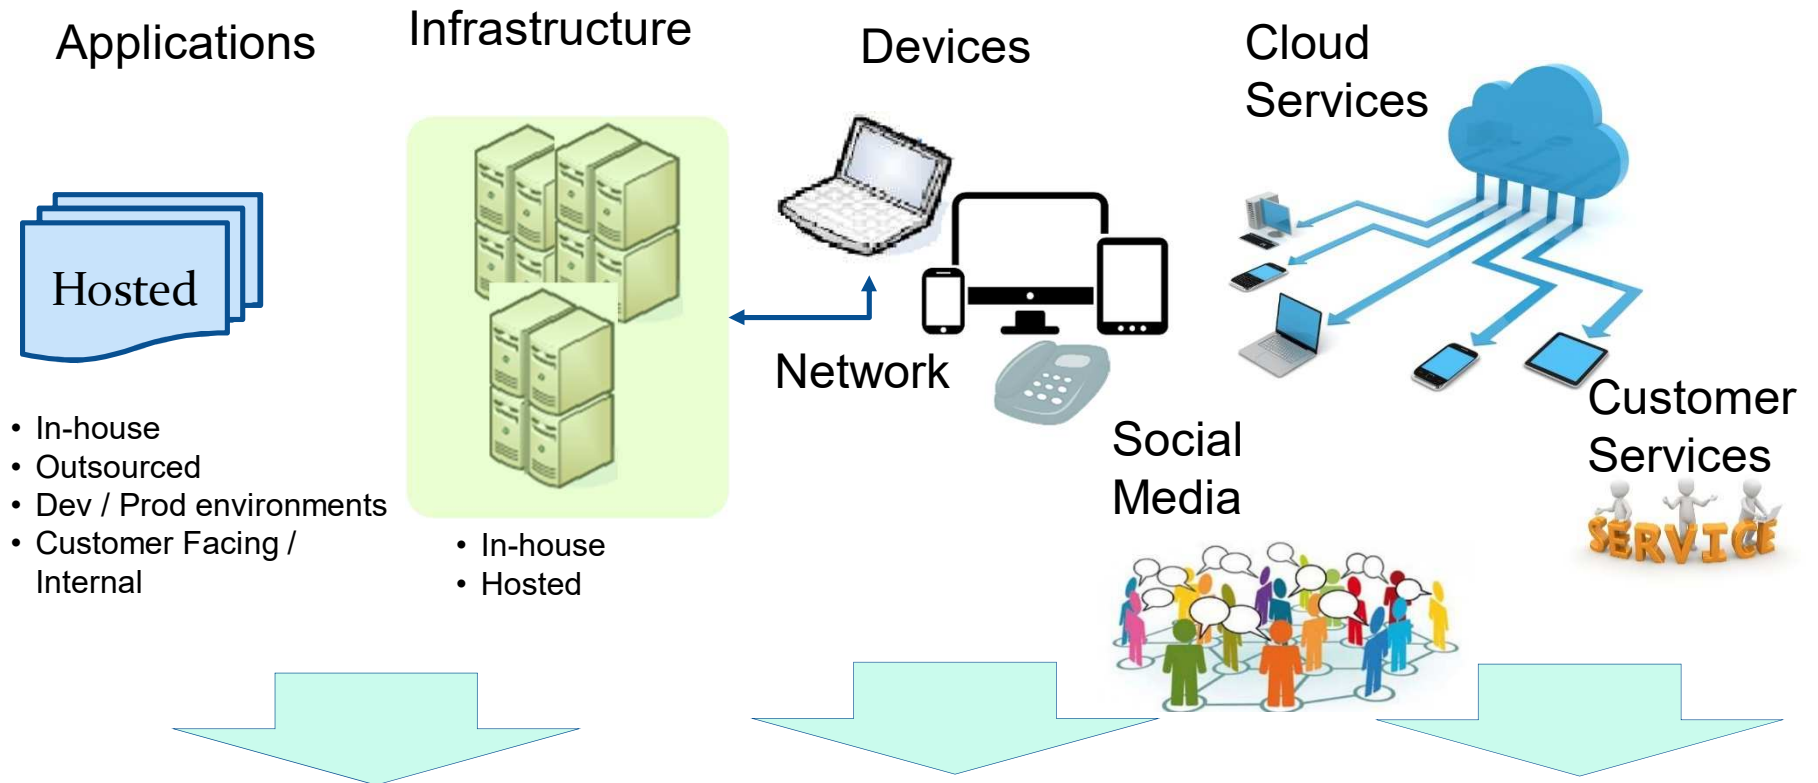 Applications
Infrastructure
Devices
Cloud
Services
Hosted
Network
• In-house
• Outsourced
• Dev / Prod environments
• Customer Facing /
Internal
• In-house
• Hosted
Social
Media
Customer
Services
SERVICE